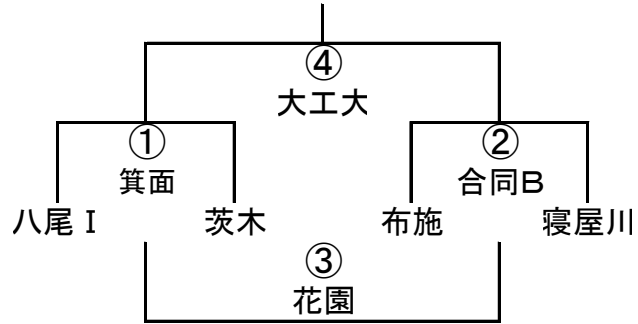 ④
大工大
①
②
箕面
合同B
八尾Ⅰ
茨木
布施
寝屋川
③
花園